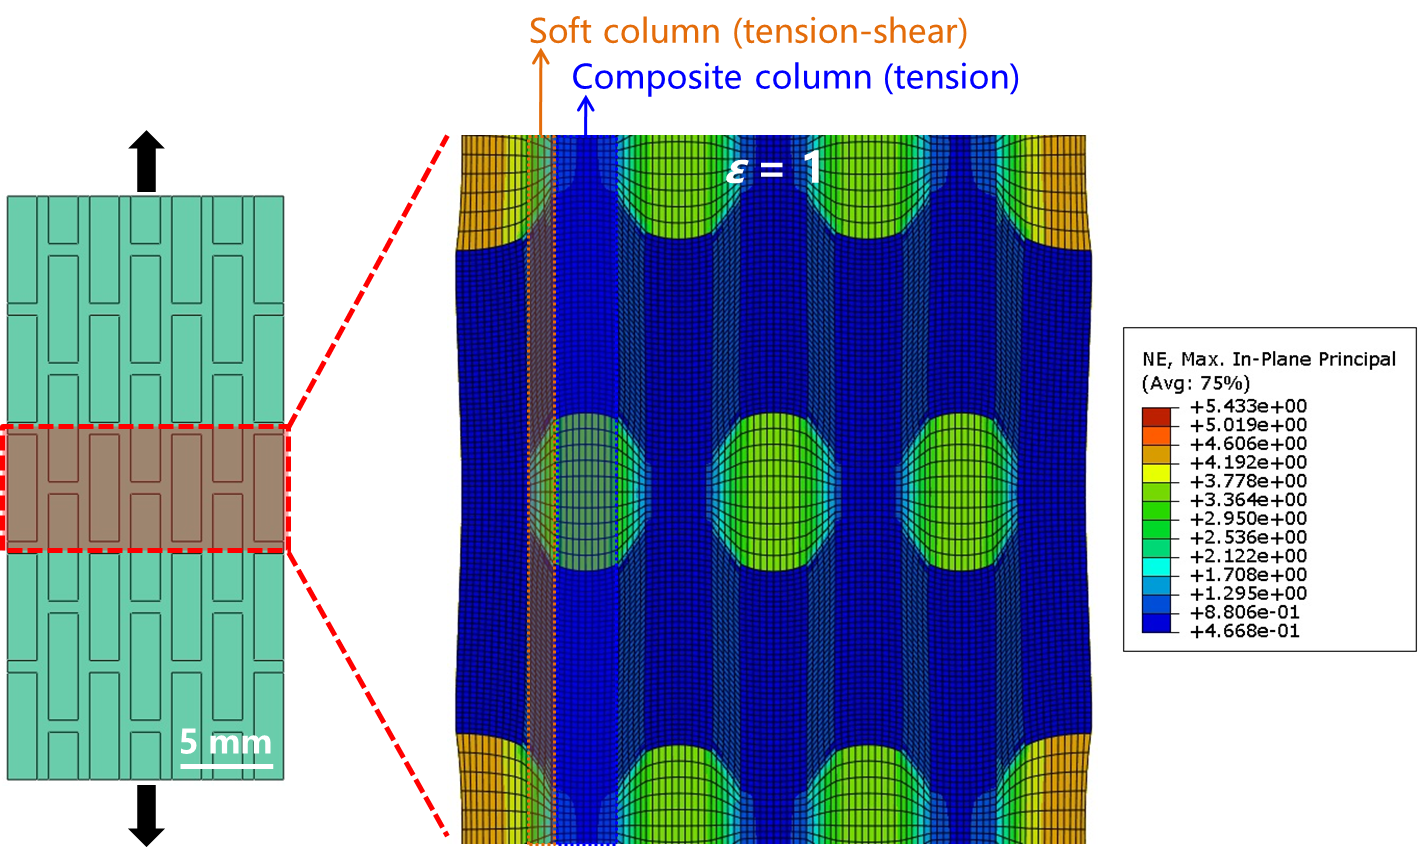 Soft column (tension-shear)
Composite column (tension)
ε = 1
NE, Max. In-Plane Principal
(Avg: 75%)
+5.433e+00
+5.019e+00
+4.606e+00
+4.192e+00
+3.778e+00
+3.364e+00
+2.950e+00
+2.536e+00
+2.122e+00
+1.708e+00
+1.295e+00
+8.806e-01
+4.668e-01
5 mm